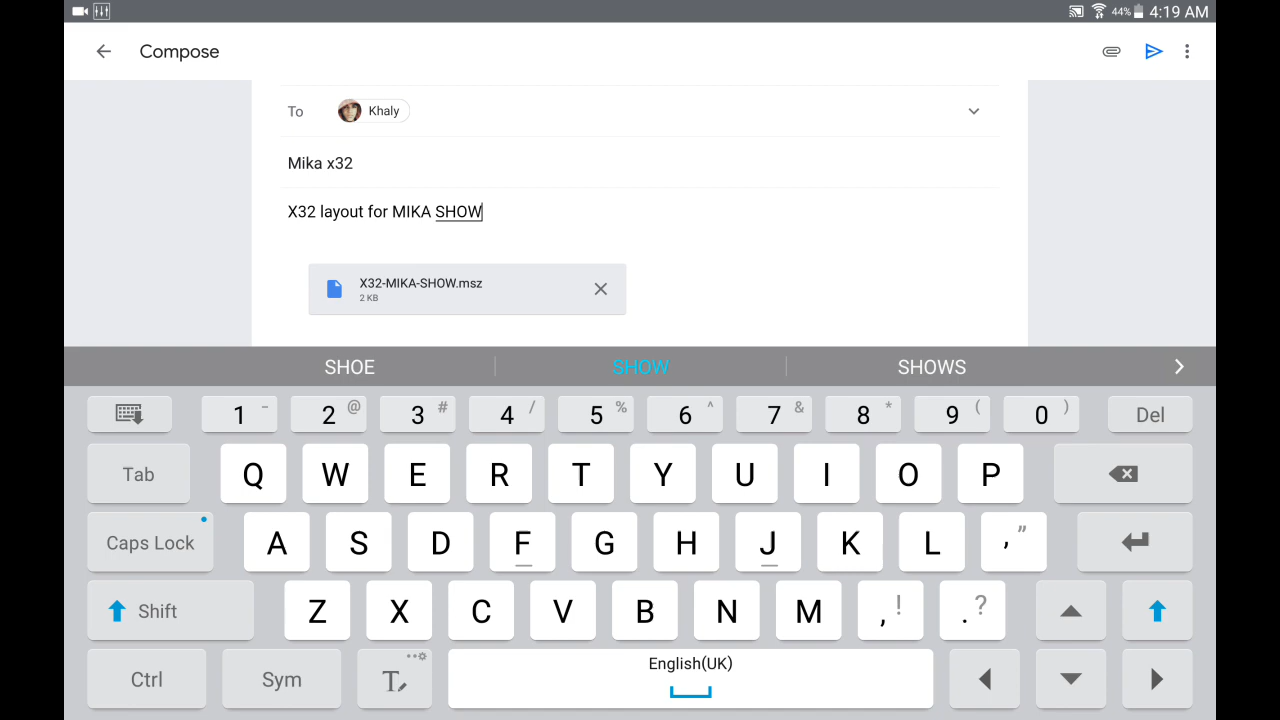 44% 4:19 AM
Compose
To Khaly
Mika x32
X32 layout for MIKA SHOW
X32-MIKA-SHOW.msz
2 KB
SHOE SHOW SHOWS
1 - 2 @ 3 # 4 / 5 % 6 ^ 7 & 8 * 9 ( 0 ) Del
Tab Q W E R T Y U I O P
Caps Lock A S D F G H J K L ' "
Shift Z X C V B N M , ! . ?
Ctrl Sym T English(UK)